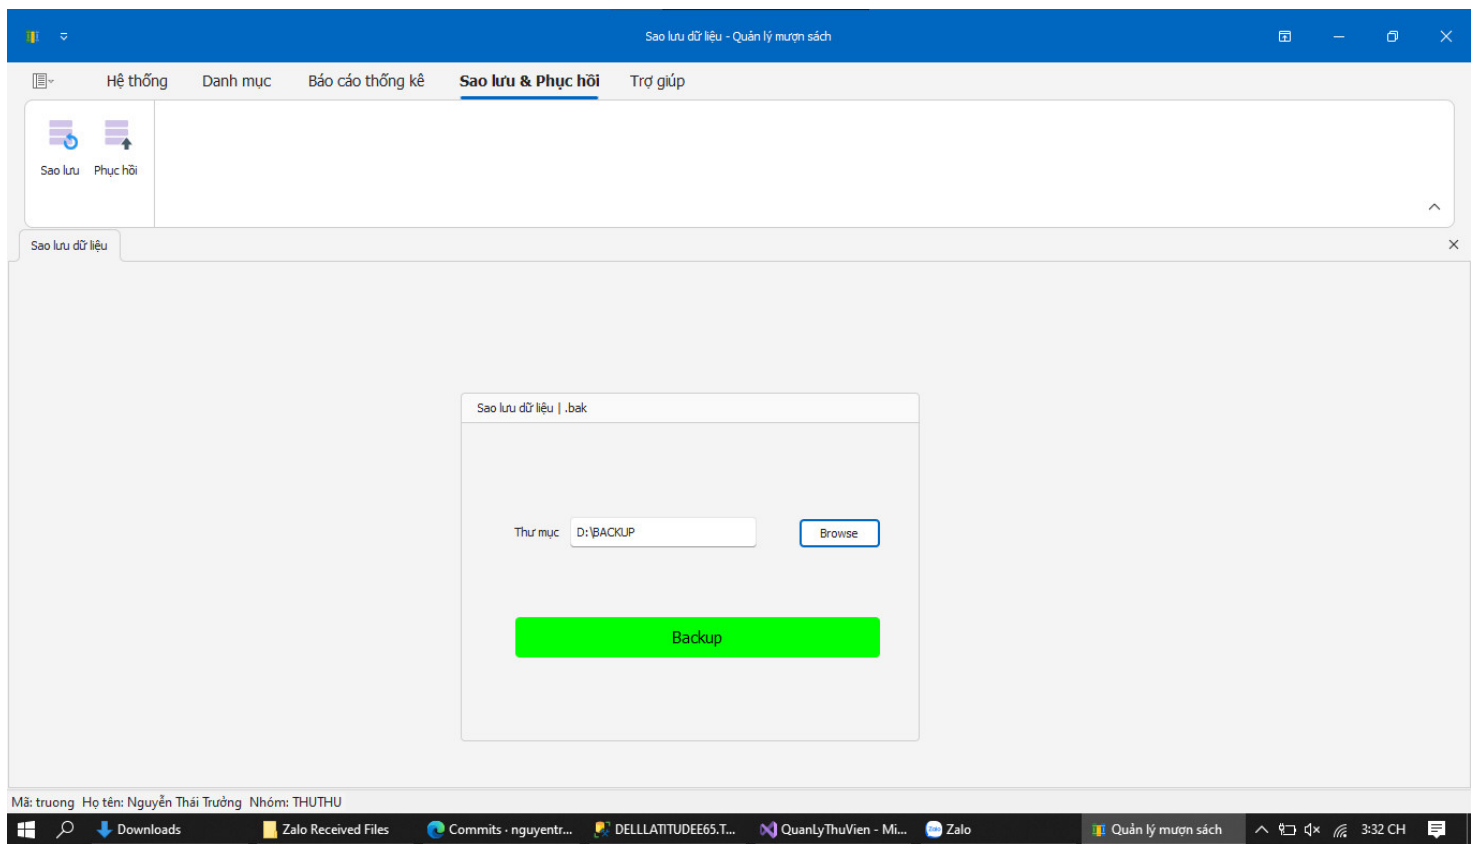 Sao lưu dữ liệu - Quản lý mượn sách
Hệ thống Danh mục Báo cáo thống kê Sao lưu & Phục hồi Trợ giúp
Sao lưu Phục hồi
Sao lưu dữ liệu
Sao lưu dữ liệu | .bak
Thư mục D:\BACKUP Browse
Backup
Mã: truong Họ tên: Nguyễn Thái Trưởng Nhóm: THUTHU
Downloads Zalo Received Files Commits · nguyentr... DELLLATITUDEE65.T... QuanLyThuVien - Mi... Zalo Quản lý mượn sách 3:32 CH